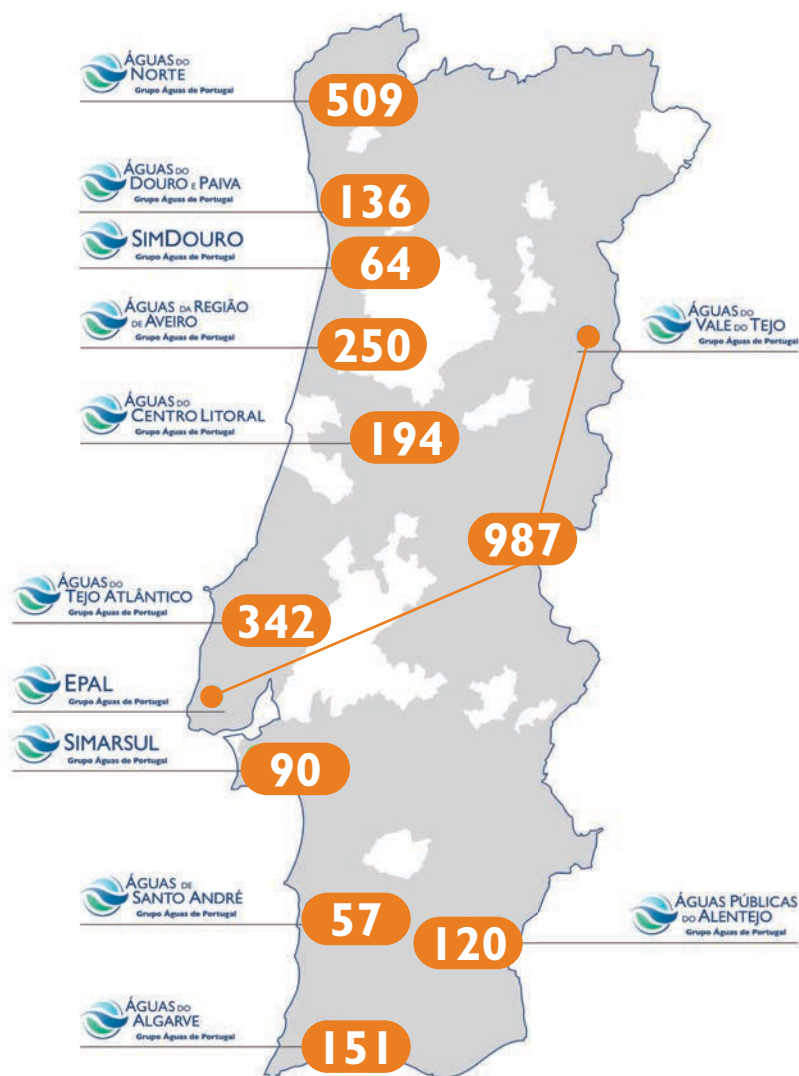 ÁGUAS DO
NORTE
Grupo Águas de Portugal
509
ÁGUAS DO
DOURO E PAIVA
Grupo Águas de Portugal
136
SIMDOURO
Grupo Águas de Portugal
64
ÁGUAS DA REGIÃO
DE AVEIRO
Grupo Águas de Portugal
250
ÁGUAS DO
VALE DO TEJO
Grupo Águas de Portugal
ÁGUAS DO
CENTRO LITORAL
Grupo Águas de Portugal
194
987
ÁGUAS DO
TEJO ATLÂNTICO
Grupo Águas de Portugal
342
EPAL
Grupo Águas de Portugal
SIMARSUL
Grupo Águas de Portugal
90
ÁGUAS DE
SANTO ANDRÉ
Grupo Águas de Portugal
57
ÁGUAS PÚBLICAS
DO ALENTEJO
Grupo Águas de Portugal
120
ÁGUAS DO
ALGARVE
Grupo Águas de Portugal
151